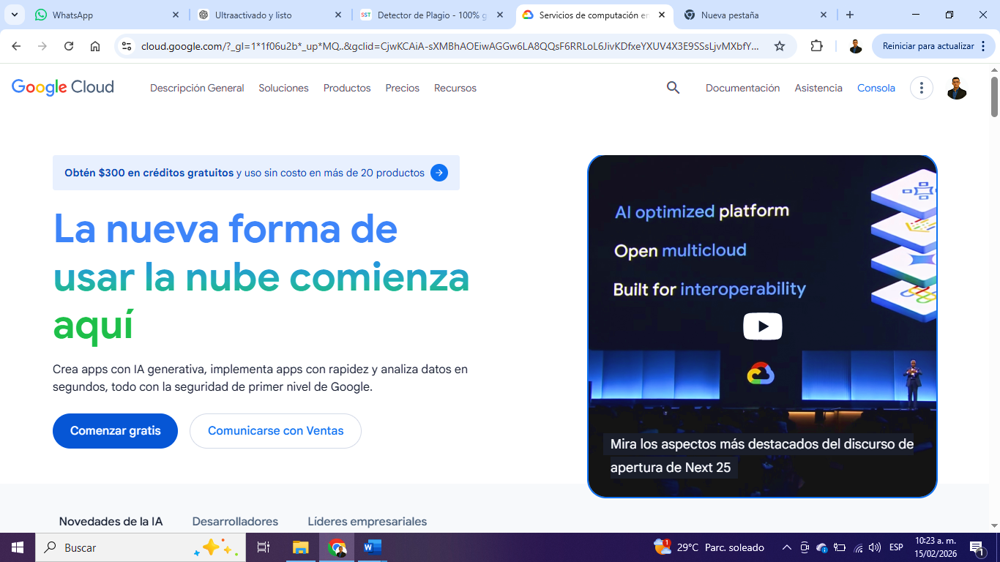 WhatsApp
Ultraactivado y listo
SST
Detector de Plagio - 100% g
Servicios de computación en
Nueva pestaña
cloud.google.com/?_gl=1*1f06u2b*_up*MQ..&gclid=CjwKCAiA-sXMBhAOEiwAGGw6LA8QQsF6RRLoL6JivKDfxeYXUV4X3E9SSsLjvMXbfY...
Reiniciar para actualizar
Google Cloud
Descripción General
Soluciones
Productos
Precios
Recursos
Documentación
Asistencia
Consola
Obtén $300 en créditos gratuitos y uso sin costo en más de 20 productos
La nueva forma de
usar la nube comienza
aquí
Crea apps con IA generativa, implementa apps con rapidez y analiza datos en
segundos, todo con la seguridad de primer nivel de Google.
Comenzar gratis
Comunicarse con Ventas
AI optimized platform
Open multicloud
Built for interoperability
Mira los aspectos más destacados del discurso de
apertura de Next 25
Novedades de la IA
Desarrolladores
Líderes empresariales
Buscar
W
1
29°C Parc. soleado
ESP
10:23 a. m.
15/02/2026
1